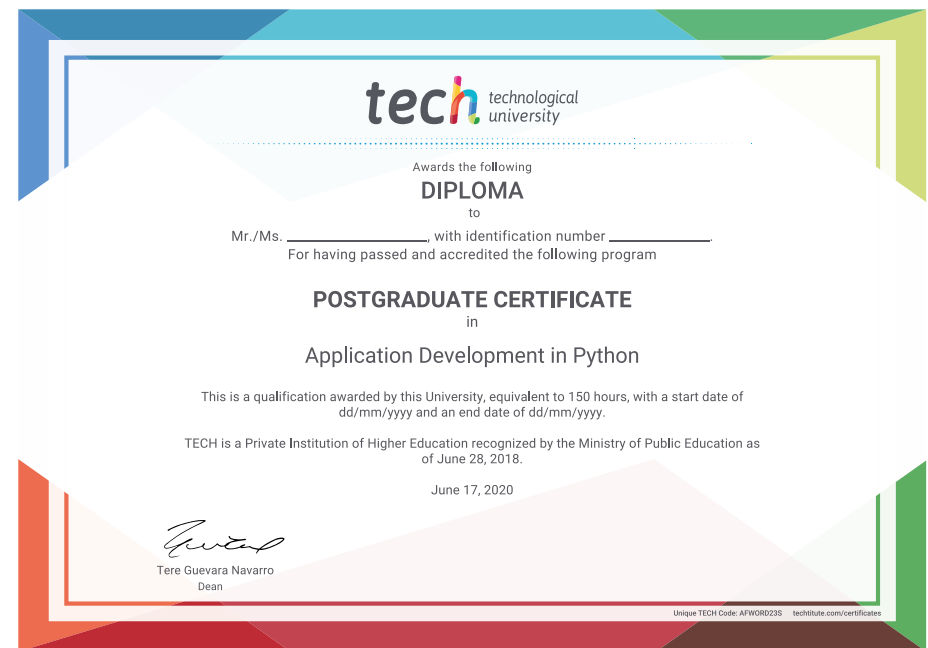 tech technological
university
Awards the following
DIPLOMA
to
Mr./Ms. ____________________, with identification number ______________.
For having passed and accredited the following program
POSTGRADUATE CERTIFICATE
in
Application Development in Python
This is a qualification awarded by this University, equivalent to 150 hours, with a start date of
dd/mm/yyyy and an end date of dd/mm/yyyy.
TECH is a Private Institution of Higher Education recognized by the Ministry of Public Education as
of June 28, 2018.
June 17, 2020
Tere Guevara Navarro
Dean
Unique TECH Code: AFWORD23S techtitute.com/certificates